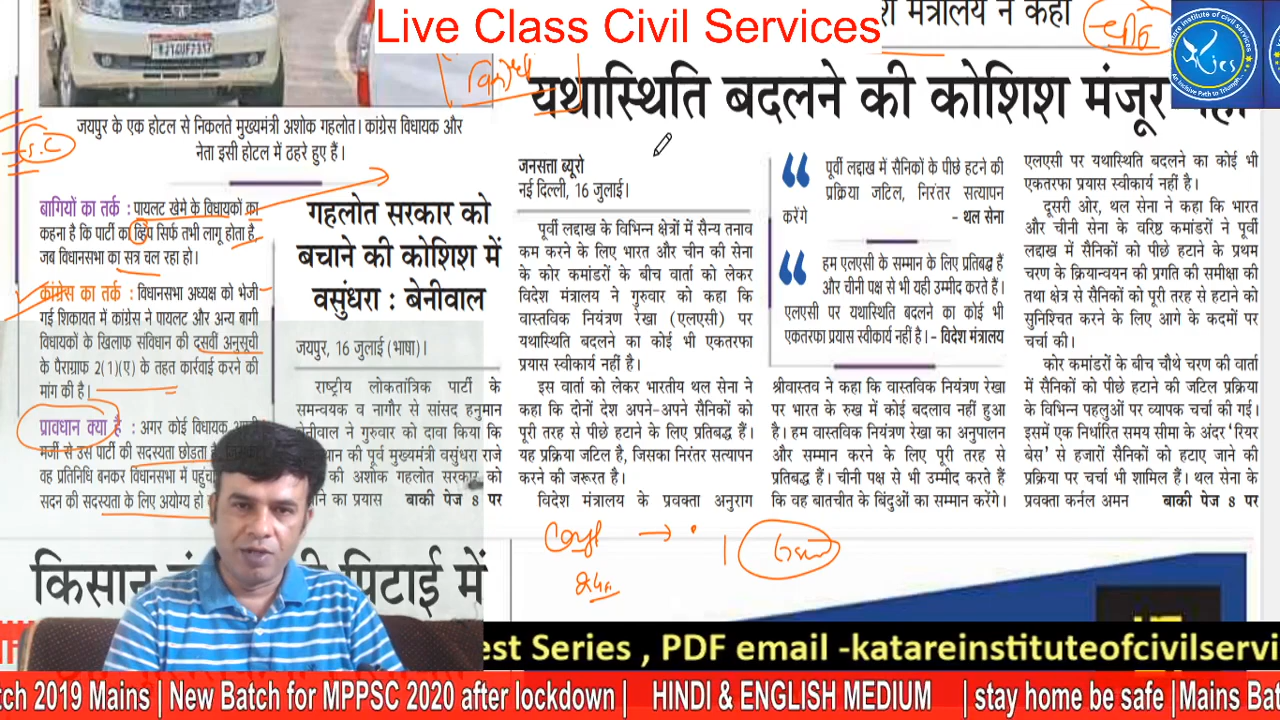 Live Class Civil Services
मंत्रालय ने कहा
institute of civil services
An Incisive Path to Triumph
जयपुर के एक होटल से निकलते मुख्यमंत्री अशोक गहलोत। कांग्रेस विधायक और
नेता इसी होटल में ठहरे हुए हैं।
S.C
बागियों का तर्क : पायलट खेमे के विधायकों का
कहना है कि पार्टी का व्हिप सिर्फ तभी लागू होता है,
जब विधानसभा का सत्र चल रहा हो।
कांग्रेस का तर्क : विधानसभा अध्यक्ष को भेजी
गई शिकायत में कांग्रेस ने पायलट और अन्य बागी
विधायकों के खिलाफ संविधान की दसवीं अनुसूची
के पैराग्राफ 2(1)(ए) के तहत कार्रवाई करने की
मांग की है।
प्रावधान क्या है : अगर कोई विधायक
मर्जी से उस पार्टी की सदस्यता छोड़ता
वह प्रतिनिधि बनकर विधानसभा में
सदन की सदस्यता के लिए अयोग्य हो
गहलोत सरकार को
बचाने की कोशिश में
वसुंधरा : बेनीवाल
जयपुर, 16 जुलाई (भाषा)।
राष्ट्रीय लोकतांत्रिक पार्टी के
समन्वयक व नागौर से सांसद हनुमान
बेनीवाल ने गुरुवार को दावा किया कि
की पूर्व मुख्यमंत्री वसुंधरा राजे
की अशोक गहलोत सरकार को
का प्रयास बाकी पेज 8 पर
यथास्थिति बदलने की कोशिश मंजूर
जनसत्ता ब्यूरो
नई दिल्ली, 16 जुलाई।
पूर्वी लद्दाख के विभिन्न क्षेत्रों में सैन्य तनाव
कम करने के लिए भारत और चीन की सेना
के कोर कमांडरों के बीच वार्ता को लेकर
विदेश मंत्रालय ने गुरुवार को कहा कि
वास्तविक नियंत्रण रेखा (एलएसी) पर
यथास्थिति बदलने का कोई भी एकतरफा
प्रयास स्वीकार्य नहीं है।
इस वार्ता को लेकर भारतीय थल सेना ने
कहा कि दोनों देश अपने-अपने सैनिकों को
पूरी तरह से पीछे हटाने के लिए प्रतिबद्ध हैं।
यह प्रक्रिया जटिल है, जिसका निरंतर सत्यापन
करने की जरूरत है।
विदेश मंत्रालय के प्रवक्ता अनुराग
पूर्वी लद्दाख में सैनिकों के पीछे हटने की
प्रक्रिया जटिल, निरंतर सत्यापन
करेंगे - थल सेना
हम एलएसी के सम्मान के लिए प्रतिबद्ध हैं
और चीनी पक्ष से भी यही उम्मीद करते हैं।
एलएसी पर यथास्थिति बदलने का कोई भी
एकतरफा प्रयास स्वीकार्य नहीं है। - विदेश मंत्रालय
श्रीवास्तव ने कहा कि वास्तविक नियंत्रण रेखा
पर भारत के रुख में कोई बदलाव नहीं हुआ
है। हम वास्तविक नियंत्रण रेखा का अनुपालन
और सम्मान करने के लिए पूरी तरह से
प्रतिबद्ध हैं। चीनी पक्ष से भी उम्मीद करते हैं
कि वह बातचीत के बिंदुओं का सम्मान करेंगे।
एलएसी पर यथास्थिति बदलने का कोई भी
एकतरफा प्रयास स्वीकार्य नहीं है।
दूसरी ओर, थल सेना ने कहा कि भारत
और चीनी सेना के वरिष्ठ कमांडरों ने पूर्वी
लद्दाख में सैनिकों को पीछे हटाने के प्रथम
चरण के क्रियान्वयन की प्रगति की समीक्षा की
तथा क्षेत्र से सैनिकों को पूरी तरह से हटाने को
सुनिश्चित करने के लिए आगे के कदमों पर
चर्चा की।
कोर कमांडरों के बीच चौथे चरण की वार्ता
में सैनिकों को पीछे हटाने की जटिल प्रक्रिया
के विभिन्न पहलुओं पर व्यापक चर्चा की गई।
इसमें एक निर्धारित समय सीमा के अंदर 'रियर
बेस' से हजारों सैनिकों को हटाए जाने की
प्रक्रिया पर चर्चा भी शामिल हैं। थल सेना के
प्रवक्ता कर्नल अमन बाकी पेज 8 पर
किसान पिटाई में
est Series , PDF email -katareinstituteofcivilservi
tch 2019 Mains | New Batch for MPPSC 2020 after lockdown | HINDI & ENGLISH MEDIUM | stay home be safe |Mains Bat